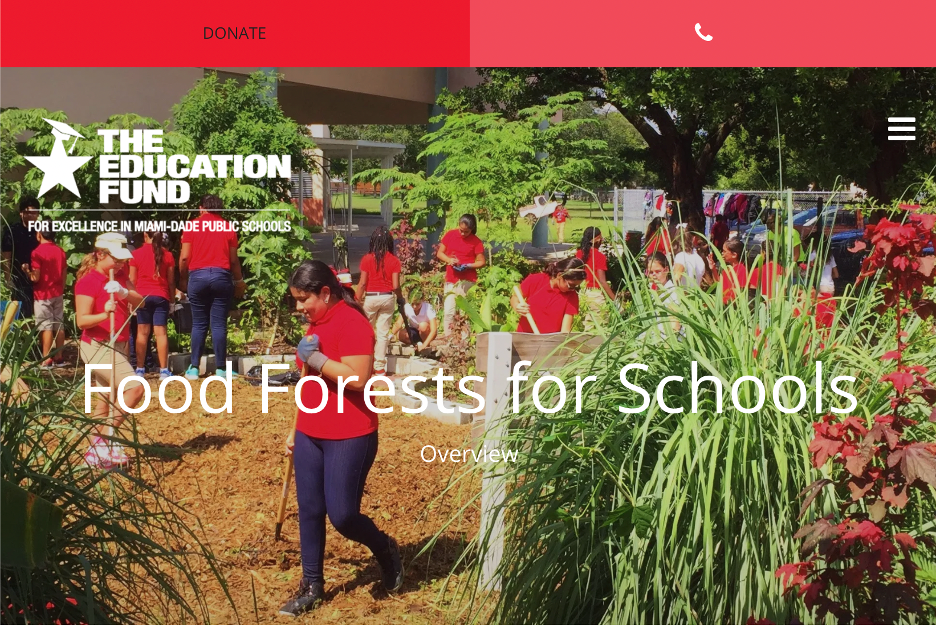 DONATE
THE
EDUCATION
FUND
FOR EXCELLENCE IN MIAMI-DADE PUBLIC SCHOOLS
Food Forests for Schools
Overview